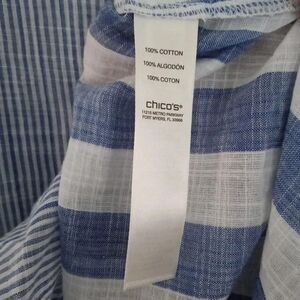 100% COTTON
100% ALGODÓN
100% COTON
chico's®
11215 METRO PARKWAY
FORT MYERS, FL 33966